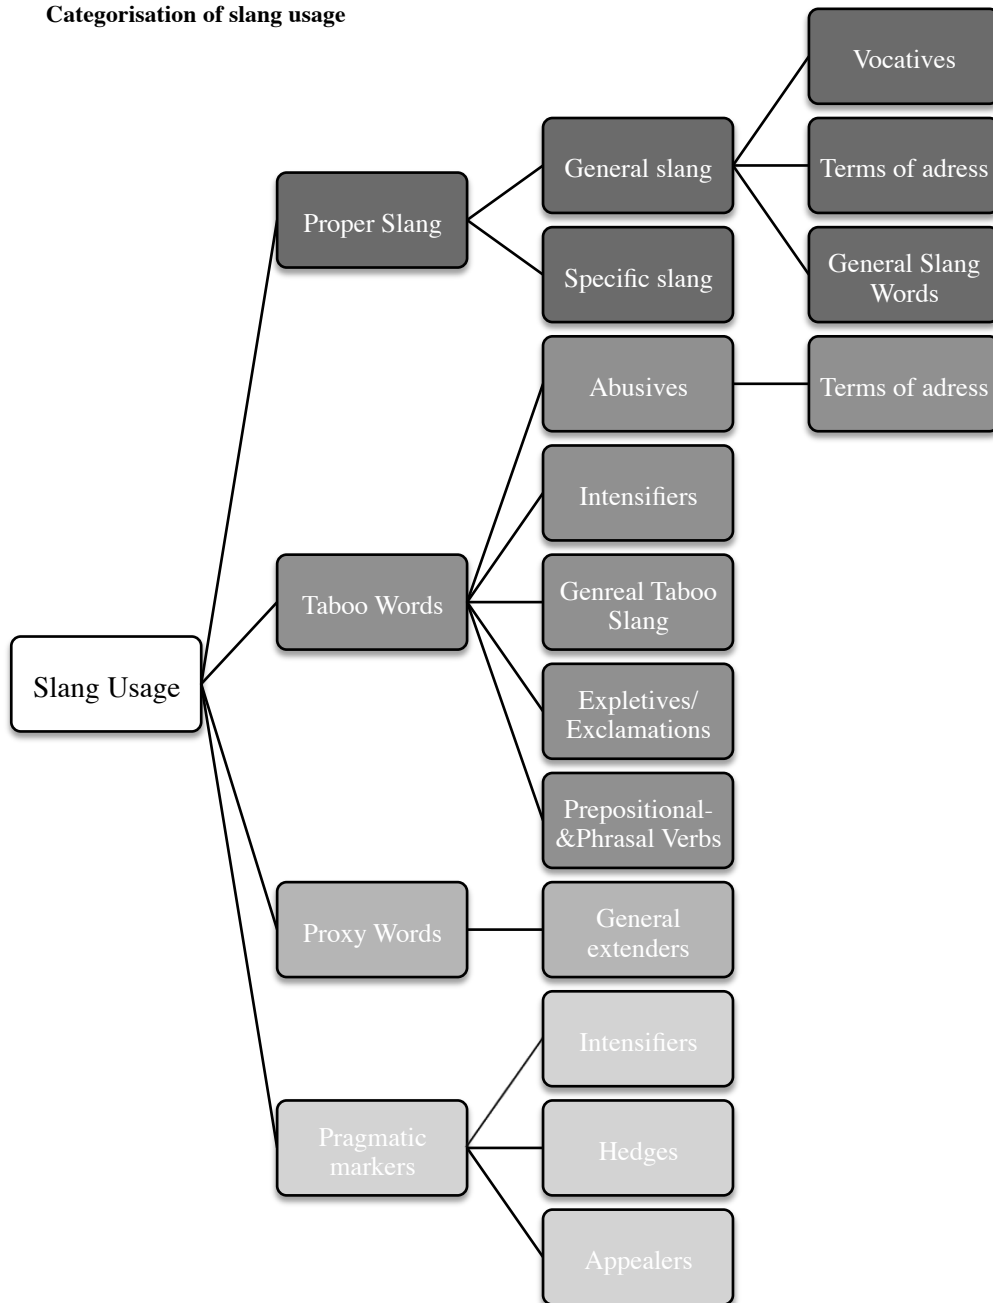 Categorisation of slang usage
Slang Usage
Proper Slang
General slang
Vocatives
Terms of adress
General Slang
Words
Specific slang
Taboo Words
Abusives
Terms of adress
Intensifiers
Genreal Taboo
Slang
Expletives/
Exclamations
Prepositional-
&Phrasal Verbs
Proxy Words
General
extenders
Pragmatic
markers
Intensifiers
Hedges
Appealers